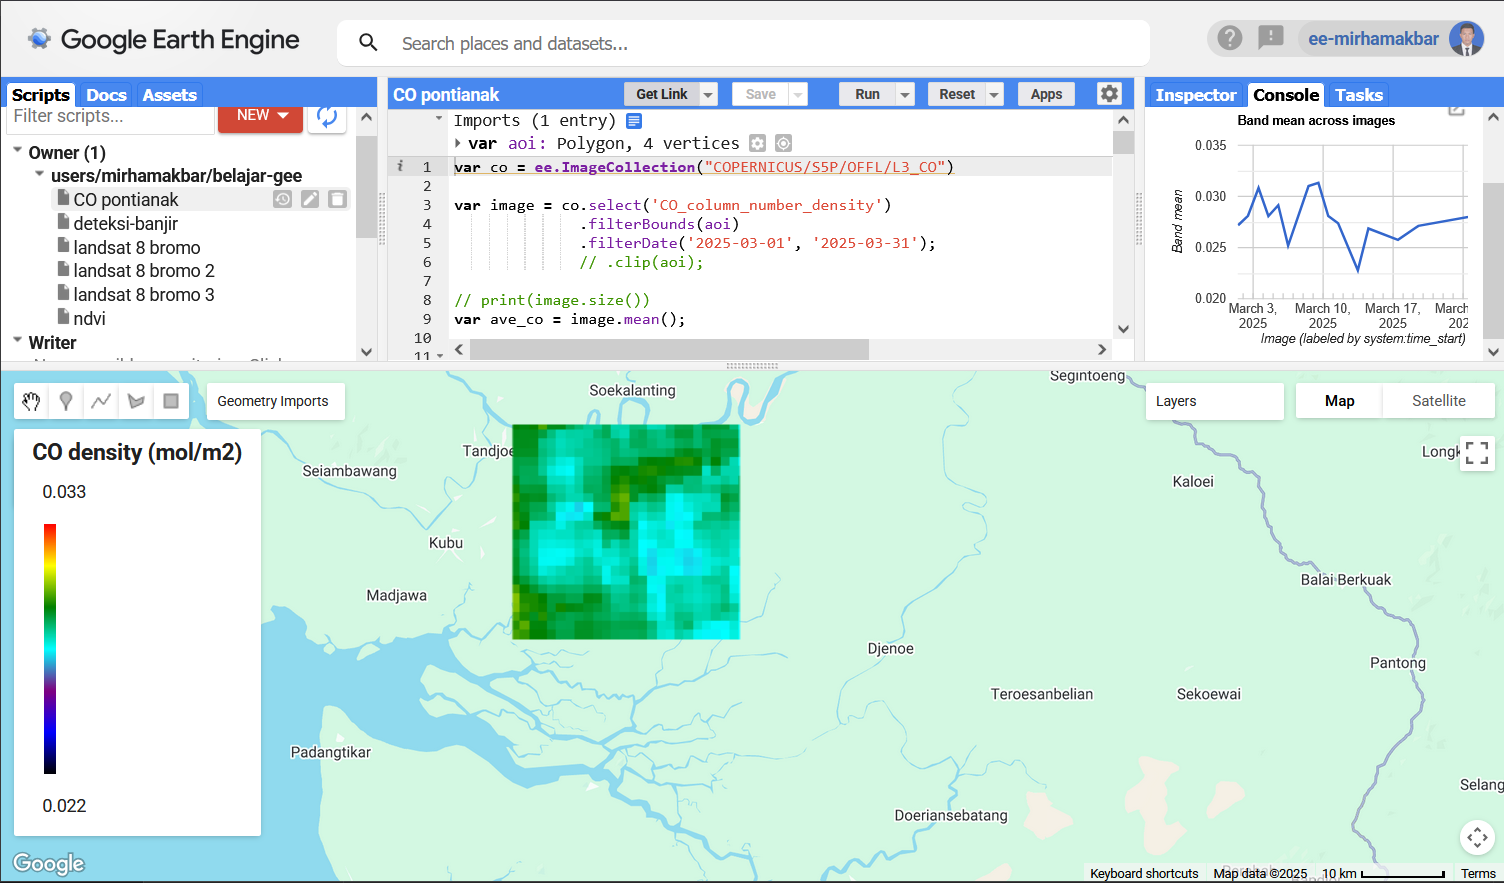 Google Earth Engine
Search places and datasets...
ee-mirhamakbar
Scripts Docs Assets
Filter scripts...
NEW
Owner (1)
users/mirhamakbar/belajar-gee
CO pontianak
deteksi-banjir
landsat 8 bromo
landsat 8 bromo 2
landsat 8 bromo 3
ndvi
Writer
CO pontianak
Get Link
Save
Run
Reset
Apps
Imports (1 entry)
var aoi: Polygon, 4 vertices
i 1 var co = ee.ImageCollection("COPERNICUS/S5P/OFFL/L3_CO")
2
3 var image = co.select('CO_column_number_density')
4 .filterBounds(aoi)
5 .filterDate('2025-03-01', '2025-03-31');
6 // .clip(aoi);
7
8 // print(image.size())
9 var ave_co = image.mean();
10
11
Inspector Console Tasks
Band mean across images
0.035
0.030
0.025
0.020
Band mean
March 3, 2025
March 10, 2025
March 17, 2025
March
202
Image (labeled by system:time_start)
Geometry Imports
Layers
Map
Satellite
CO density (mol/m2)
0.033
0.022
Soekalanting
Segintoeng
Tandjoe
Seiambawang
Longk
Kaloei
Kubu
Balai Berkuak
Madjawa
Djenoe
Pantong
Teroesanbelian
Sekoewai
Padangtikar
Selang
Doeriansebatang
Google
Keyboard shortcuts
Map data ©2025
10 km
Terms